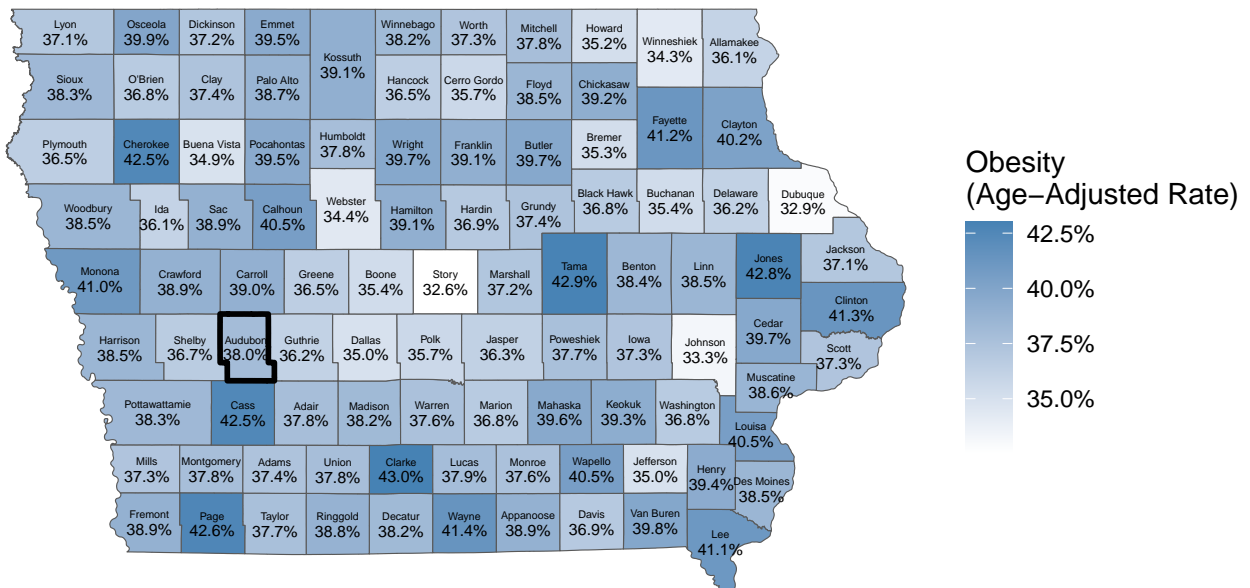 Lyon
37.1%
Osceola
39.9%
Dickinson
37.2%
Emmet
39.5%
Kossuth
39.1%
Winnebago
38.2%
Worth
37.3%
Mitchell
37.8%
Howard
35.2%
Winneshiek
34.3%
Allamakee
36.1%
Sioux
38.3%
O'Brien
36.8%
Clay
37.4%
Palo Alto
38.7%
Hancock
36.5%
Cerro Gordo
35.7%
Floyd
38.5%
Chickasaw
39.2%
Fayette
41.2%
Clayton
40.2%
Plymouth
36.5%
Cherokee
42.5%
Buena Vista
34.9%
Pocahontas
39.5%
Humboldt
37.8%
Wright
39.7%
Franklin
39.1%
Butler
39.7%
Bremer
35.3%
Woodbury
38.5%
Ida
36.1%
Sac
38.9%
Calhoun
40.5%
Webster
34.4%
Hamilton
39.1%
Hardin
36.9%
Grundy
37.4%
Black Hawk
36.8%
Buchanan
35.4%
Delaware
36.2%
Dubuque
32.9%
Monona
41.0%
Crawford
38.9%
Carroll
39.0%
Greene
36.5%
Boone
35.4%
Story
32.6%
Marshall
37.2%
Tama
42.9%
Benton
38.4%
Linn
38.5%
Jones
42.8%
Jackson
37.1%
Clinton
41.3%
Harrison
38.5%
Shelby
36.7%
Audubon
38.0%
Guthrie
36.2%
Dallas
35.0%
Polk
35.7%
Jasper
36.3%
Poweshiek
37.7%
Iowa
37.3%
Johnson
33.3%
Cedar
39.7%
Scott
37.3%
Muscatine
38.6%
Pottawattamie
38.3%
Cass
42.5%
Adair
37.8%
Madison
38.2%
Warren
37.6%
Marion
36.8%
Mahaska
39.6%
Keokuk
39.3%
Washington
36.8%
Louisa
40.5%
Mills
37.3%
Montgomery
37.8%
Adams
37.4%
Union
37.8%
Clarke
43.0%
Lucas
37.9%
Monroe
37.6%
Wapello
40.5%
Jefferson
35.0%
Henry
39.4%
Des Moines
38.5%
Fremont
38.9%
Page
42.6%
Taylor
37.7%
Ringgold
38.8%
Decatur
38.2%
Wayne
41.4%
Appanoose
38.9%
Davis
36.9%
Van Buren
39.8%
Lee
41.1%
Obesity
(Age−Adjusted Rate)
42.5%
40.0%
37.5%
35.0%